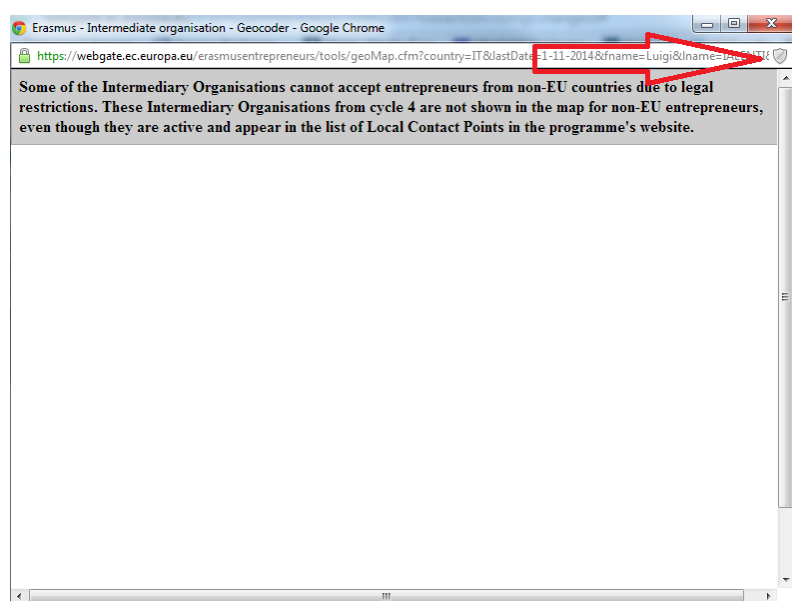 Erasmus - Intermediate organisation - Geocoder - Google Chrome
https://webgate.ec.europa.eu/erasmusentrepreneurs/tools/geoMap.cfm?country=IT&lastDate=1-11-2014&fname=Luigi&lname=
Some of the Intermediary Organisations cannot accept entrepreneurs from non-EU countries due to legal
restrictions. These Intermediary Organisations from cycle 4 are not shown in the map for non-EU entrepreneurs,
even though they are active and appear in the list of Local Contact Points in the programme's website.